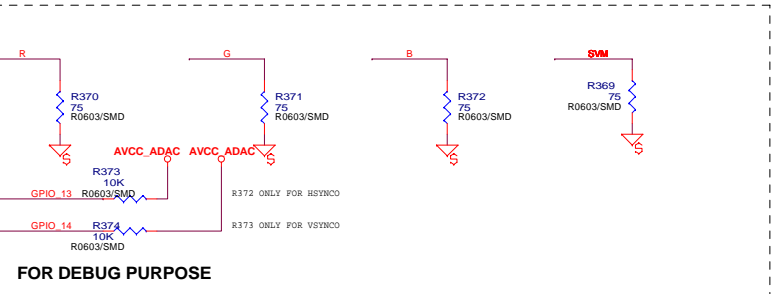 R
G
B
SVM
R370
75
R0603/SMD
R371
75
R0603/SMD
R372
75
R0603/SMD
R369
75
R0603/SMD
S
S
S
S
AVCC_ADAC
AVCC_ADAC
R373
10K
GPIO_13
R0603/SMD
R372 ONLY FOR HSYNCO
GPIO_14
R374
10K
R0603/SMD
R373 ONLY FOR VSYNCO
FOR DEBUG PURPOSE